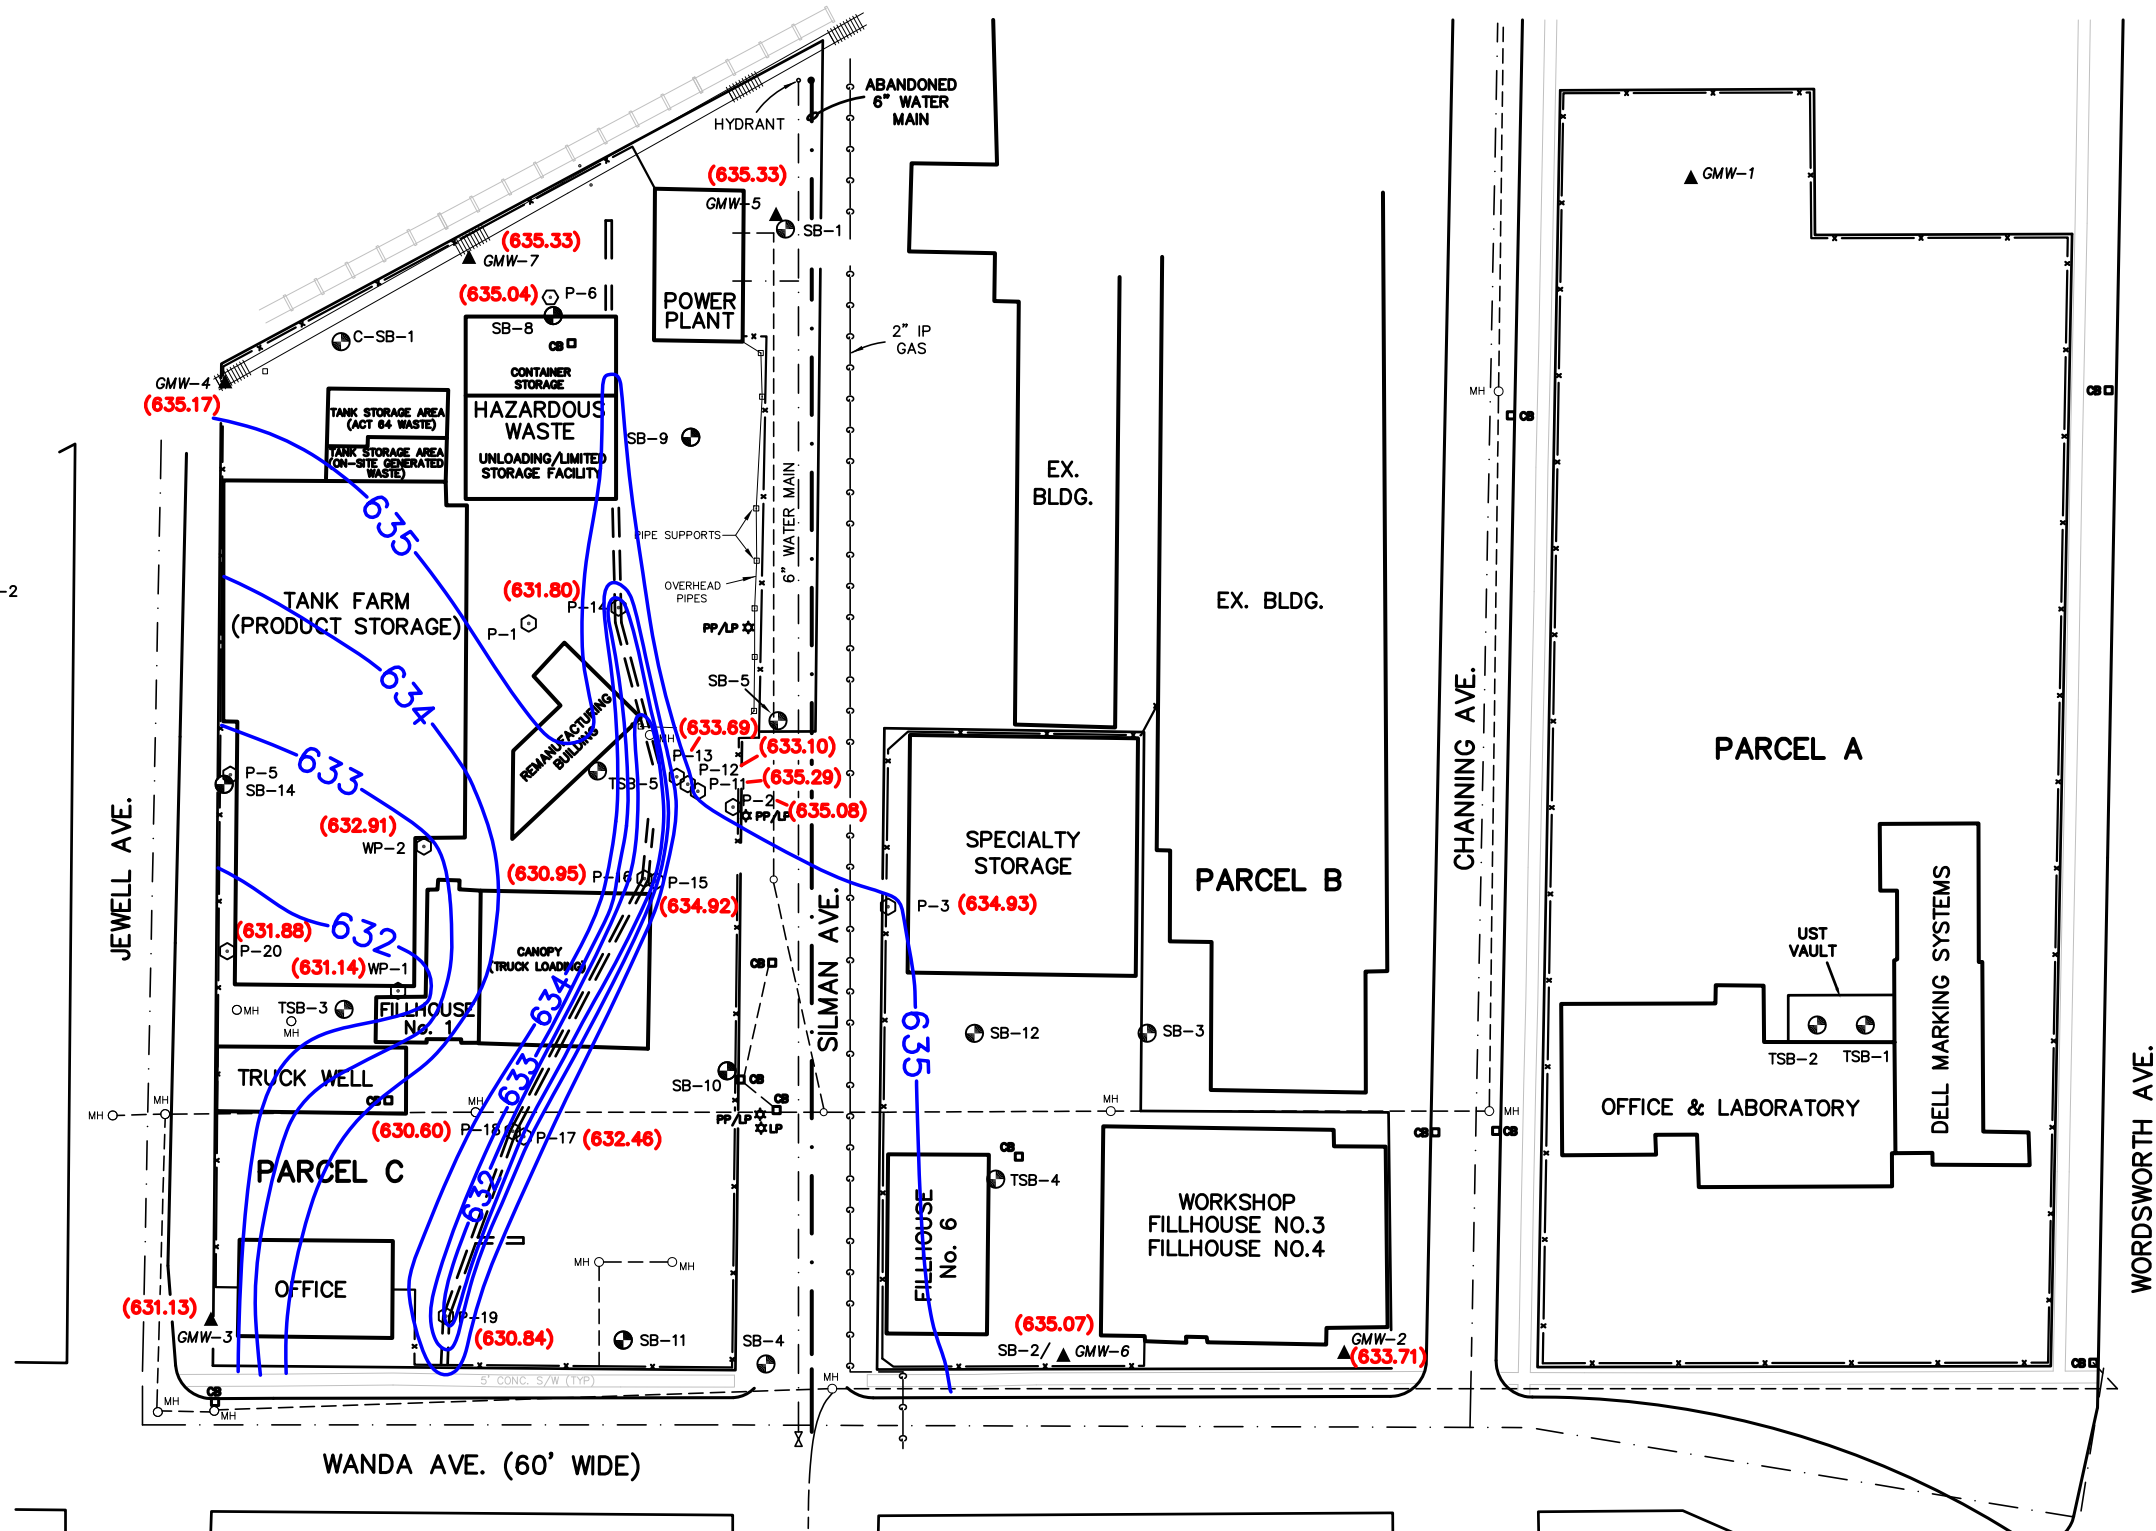 ABANDONED
6" WATER
MAIN
HYDRANT
(635.33)
GMW-5
SB-1
GMW-1
(635.33)
GMW-7
(635.04)
P-6
SB-8
CB
POWER
PLANT
C-SB-1
2" IP
GAS
CONTAINER
STORAGE
GMW-4
(635.17)
HAZARDOUS
WASTE
UNLOADING/LIMITED
STORAGE FACILITY
TANK STORAGE AREA
(ACT 64 WASTE)
TANK STORAGE AREA
(ON-SITE GENERATED
WASTE)
SB-9
MH
CB
CB
EX.
BLDG.
6" WATER MAIN
635
PIPE SUPPORTS
OVERHEAD
PIPES
-2
TANK FARM
(PRODUCT STORAGE)
(631.80)
P-14
P-1
PP/LP
EX. BLDG.
634
SB-5
REMANUFACTURING
BUILDING
MH
(633.69)
P-13
(633.10)
P-12
(635.29)
P-11
P-2
(635.08)
PP/LP
TSB-5
633
P-5
SB-14
(632.91)
WP-2
CHANNING AVE.
PARCEL A
SPECIALTY
STORAGE
PARCEL B
JEWELL AVE.
(630.95)
P-16
P-15
(634.92)
P-3
(634.93)
SILMAN AVE.
632
(631.88)
P-20
(631.14)
WP-1
CANOPY
(TRUCK LOADING)
CB
UST
VAULT
DELL MARKING SYSTEMS
MH
TSB-3
MH
FILLHOUSE
No. 1
634
635
SB-12
SB-3
TSB-2
TSB-1
TRUCK WELL
CB
633
SB-10
CB
CB
MH
MH
MH
PP/LP
LP
MH
MH
CB
CB
OFFICE & LABORATORY
WORDSWORTH AVE.
(630.60)
P-18
P-17
(632.46)
PARCEL C
632
CB
TSB-4
FILLHOUSE
No. 6
WORKSHOP
FILLHOUSE NO.3
FILLHOUSE NO.4
MH
MH
OFFICE
(631.13)
GMW-3
P-19
(630.84)
SB-11
SB-4
(635.07)
SB-2/
GMW-6
GMW-2
(633.71)
CB
5' CONC. S/W (TYP)
CB
MH
MH
MH
WANDA AVE. (60' WIDE)